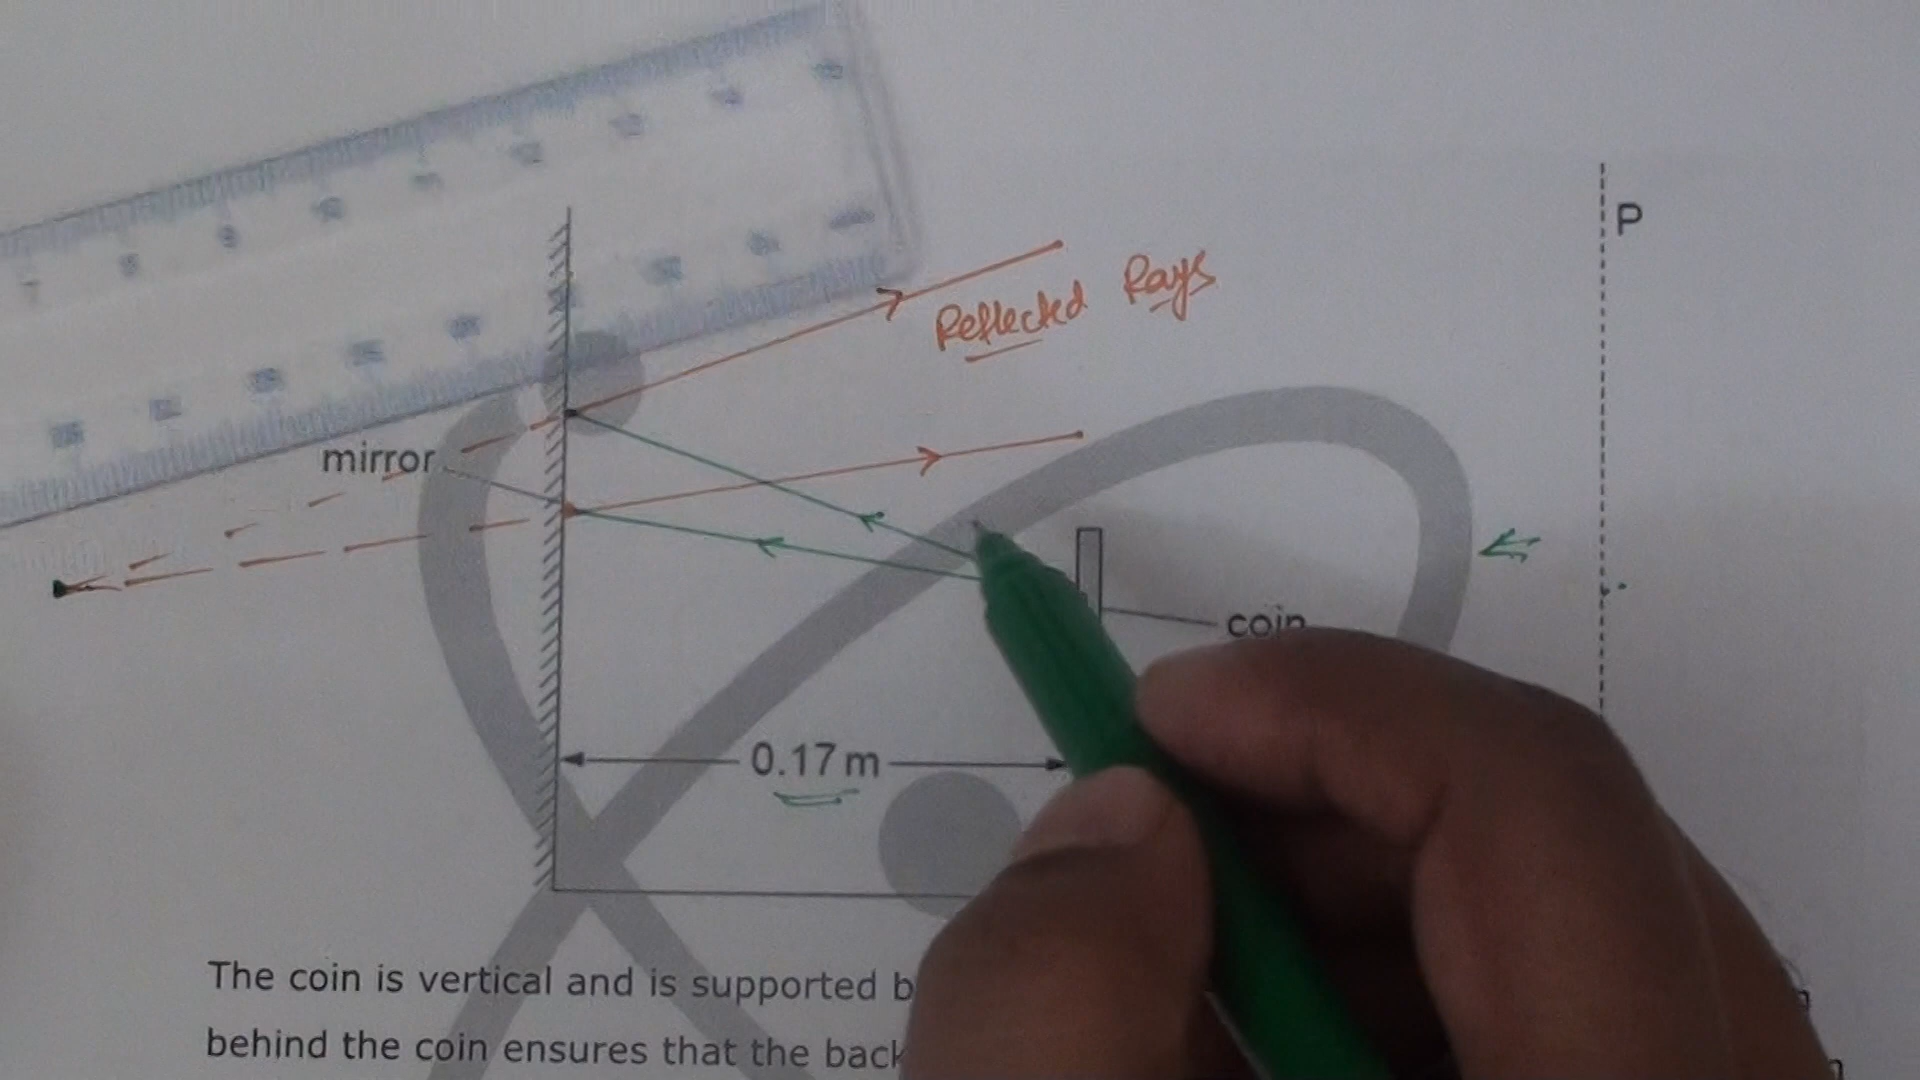 P
Reflected Rays
mirror
coin
0.17 m
The coin is vertical and is supported b
behind the coin ensures that the back